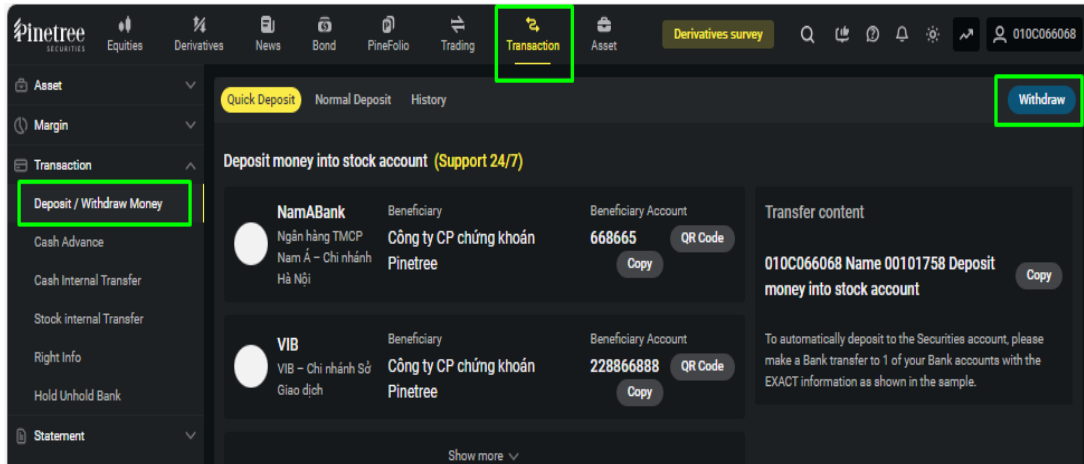 Pinetree
SECURITIES
Equities
Derivatives
News
Bond
PineFolio
Trading
Transaction
Asset
Derivatives survey
010C066068
Asset
Margin
Transaction
Deposit / Withdraw Money
Cash Advance
Cash Internal Transfer
Stock internal Transfer
Right Info
Hold Unhold Bank
Statement
Quick Deposit
Normal Deposit
History
Withdraw
Deposit money into stock account (Support 24/7)
NamABank
Ngân hàng TMCP
Nam Á – Chi nhánh
Hà Nội
Beneficiary
Công ty CP chứng khoán
Pinetree
Beneficiary Account
668665
QR Code
Copy
VIB
VIB – Chi nhánh Sở
Giao dịch
Beneficiary
Công ty CP chứng khoán
Pinetree
Beneficiary Account
228866888
QR Code
Copy
Show more
Transfer content
010C066068 Name 00101758 Deposit
money into stock account
Copy
To automatically deposit to the Securities account, please
make a Bank transfer to 1 of your Bank accounts with the
EXACT information as shown in the sample.